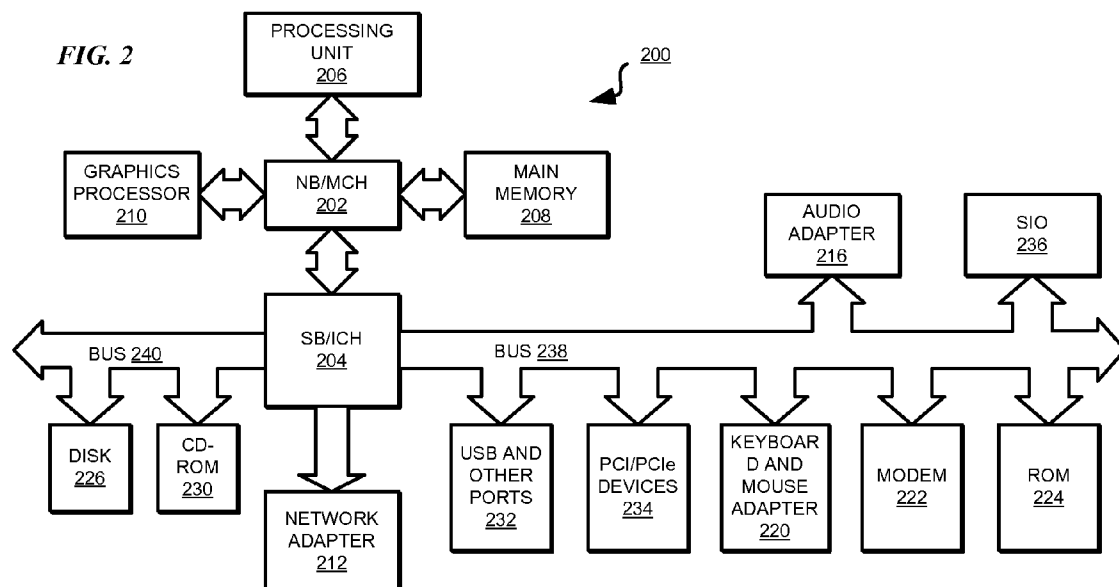 FIG. 2
PROCESSING
UNIT
206
200
GRAPHICS
PROCESSOR
210
NB/MCH
202
MAIN
MEMORY
208
AUDIO
ADAPTER
216
SIO
236
SB/ICH
204
BUS 240
BUS 238
DISK
226
CD-
ROM
230
USB AND
OTHER
PORTS
232
PCI/PCIe
DEVICES
234
KEYBOAR
D AND
MOUSE
ADAPTER
220
MODEM
222
ROM
224
NETWORK
ADAPTER
212